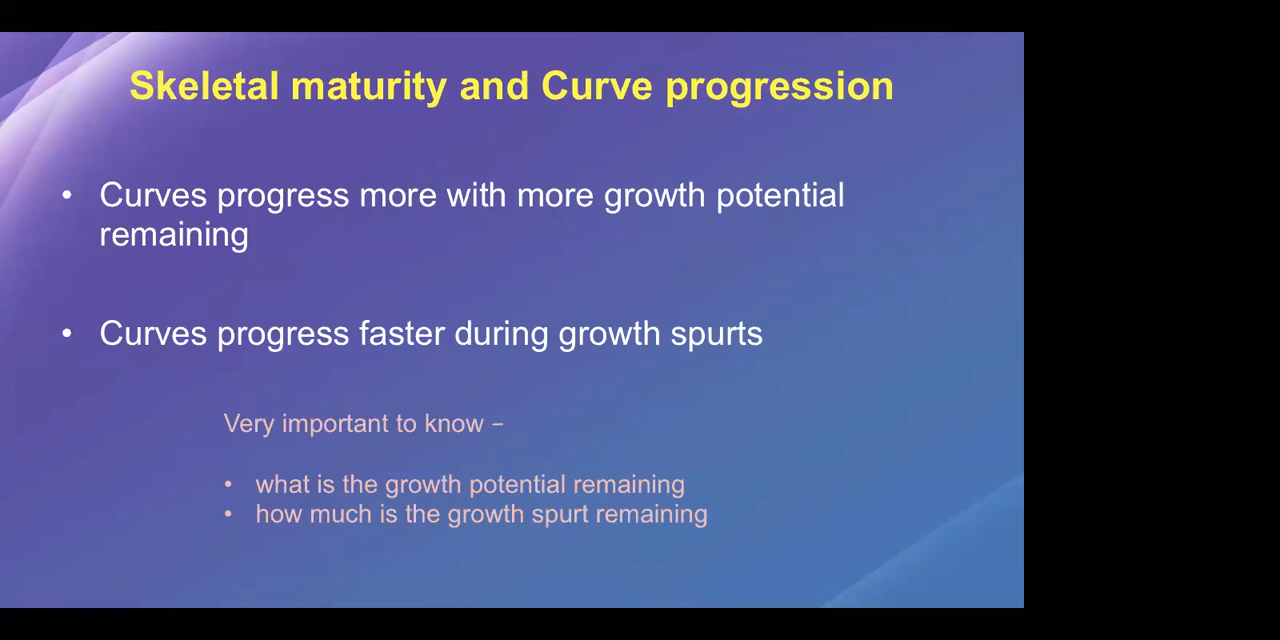 Skeletal maturity and Curve progression
• Curves progress more with more growth potential
remaining
• Curves progress faster during growth spurts
Very important to know –
• what is the growth potential remaining
• how much is the growth spurt remaining